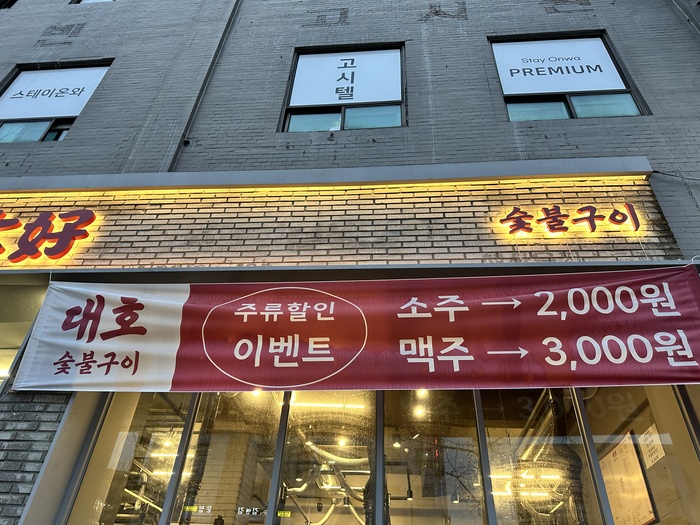 스테이온와
고시텔
Stay Onwa
PREMIUM
大好
숯불구이
대호
숯불구이
주류할인
이벤트
소주 → 2,000원
맥주 → 3,000원